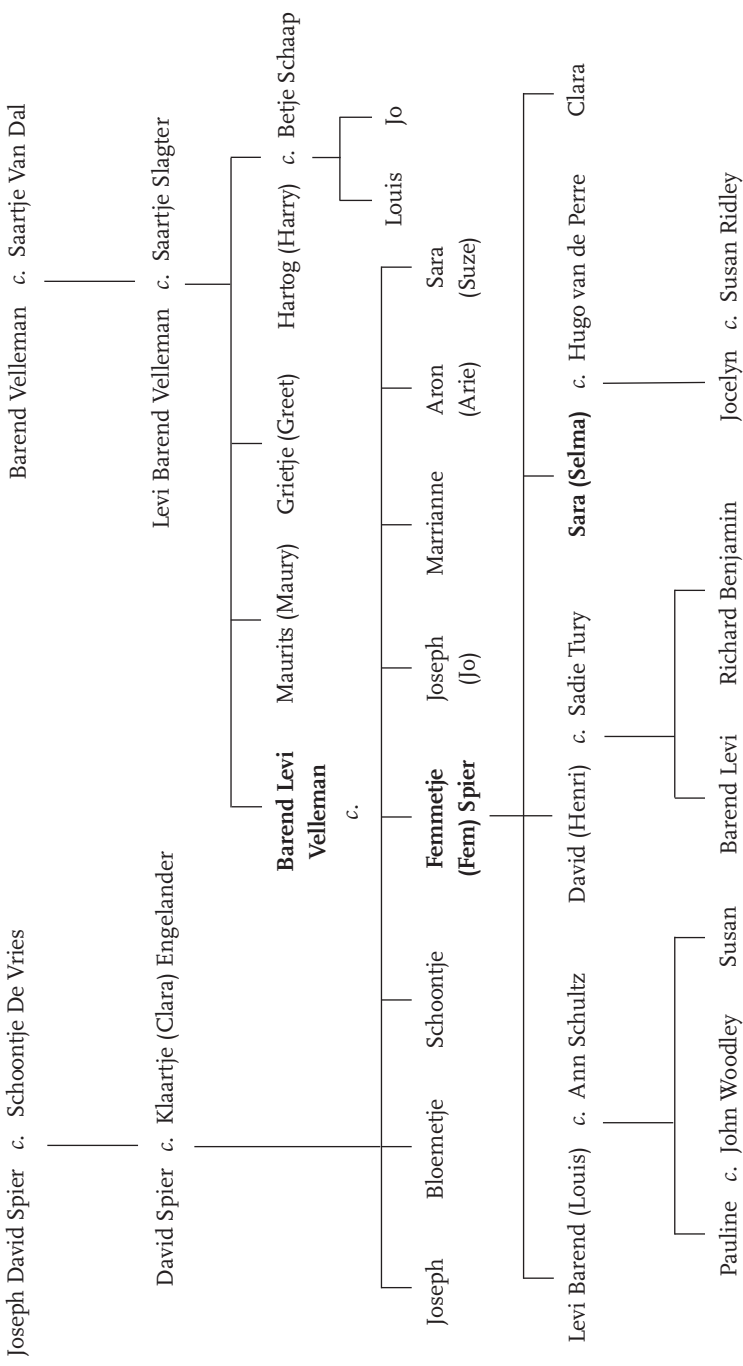 Joseph David Spier c. Schoontje De Vries
Barend Velleman c. Saartje Van Dal
David Spier c. Klaartje (Clara) Engelander
Levi Barend Velleman c. Saartje Slagter
Barend Levi
Velleman
Maurits (Maury)
Grietje (Greet)
Hartog (Harry) c. Betje Schaap
c.
Louis
Jo
Joseph
Bloemetje
Schoontje
Femmetje
(Fem) Spier
Joseph
(Jo)
Marrianne
Aron
(Arie)
Sara
(Suze)
Levi Barend (Louis) c. Ann Schultz
David (Henri) c. Sadie Tury
Sara (Selma) c. Hugo van de Perre
Clara
Pauline c. John Woodley
Susan
Barend Levi
Richard Benjamin
Jocelyn c. Susan Ridley